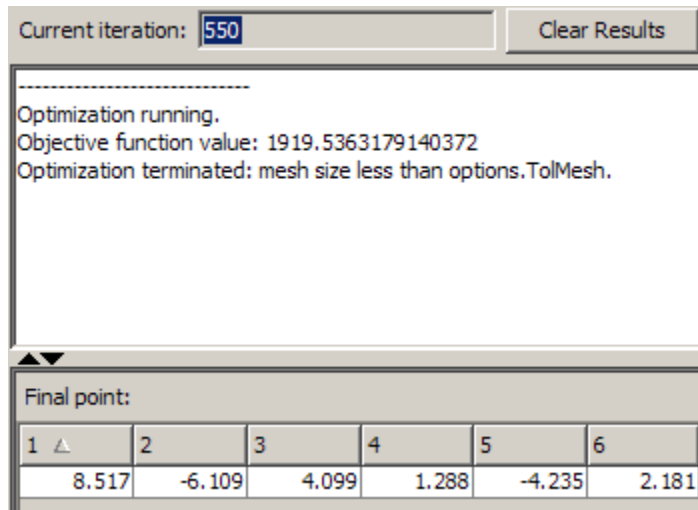 Current iteration: 550 Clear Results
------------------------------
Optimization running.
Objective function value: 1919.5363179140372
Optimization terminated: mesh size less than options.TolMesh.
Final point:
1 2 3 4 5 6
8.517 -6.109 4.099 1.288 -4.235 2.181